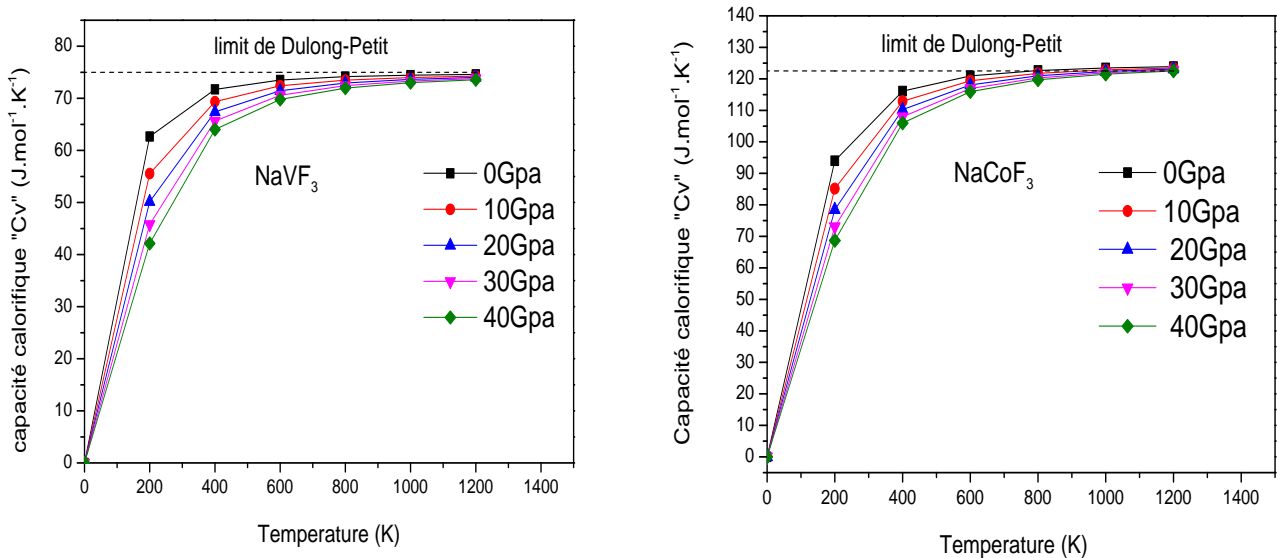 80
70
60
50
40
30
20
10
0
capacité calorifique "Cv" (J.mol⁻¹.K⁻¹)
limit de Dulong-Petit
NaVF₃
0Gpa
10Gpa
20Gpa
30Gpa
40Gpa
0 200 400 600 800 1000 1200 1400
Temperature (K)
140
130
120
110
100
90
80
70
60
50
40
30
20
10
0
Capacité calorifique "Cv" (J.mol⁻¹.K⁻¹)
limit de Dulong-Petit
NaCoF₃
0Gpa
10Gpa
20Gpa
30Gpa
40Gpa
0 200 400 600 800 1000 1200 1400
Temperature (K)